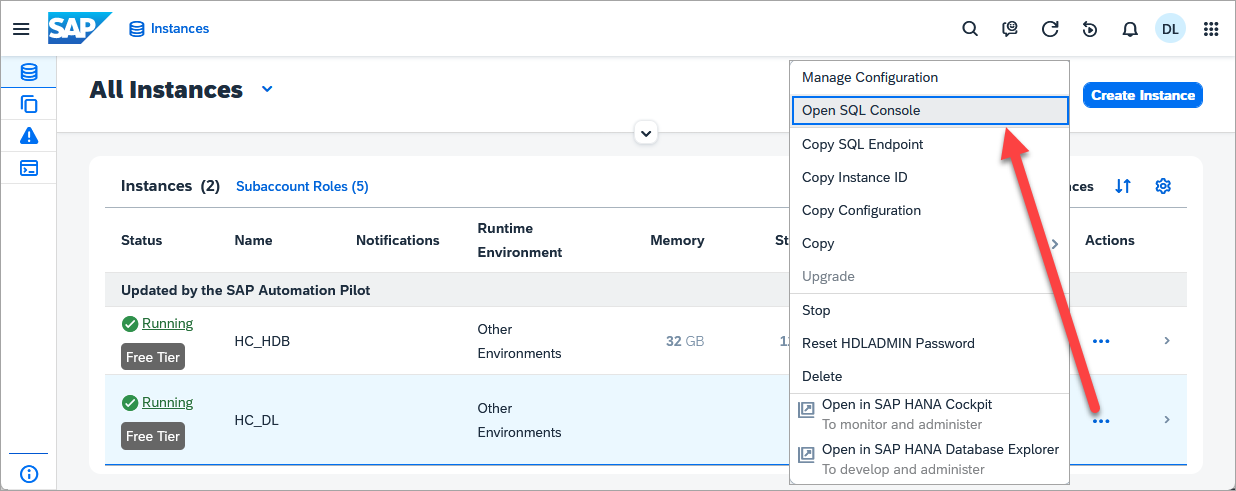 SAP
Instances
DL
All Instances
Create Instance
Manage Configuration
Open SQL Console
Copy SQL Endpoint
Copy Instance ID
Copy Configuration
Copy
Upgrade
Stop
Reset HDLADMIN Password
Delete
Open in SAP HANA Cockpit
To monitor and administer
Open in SAP HANA Database Explorer
To develop and administer
Instances (2)
Subaccount Roles (5)
Status
Name
Notifications
Runtime
Environment
Memory
Actions
Updated by the SAP Automation Pilot
Running
Free Tier
HC_HDB
Other
Environments
32 GB
Running
Free Tier
HC_DL
Other
Environments